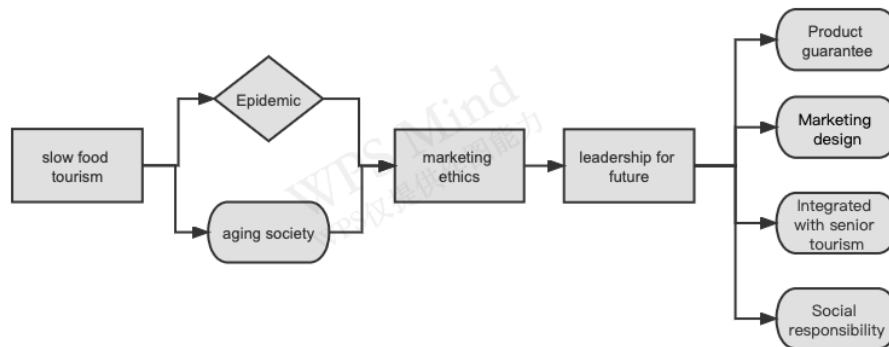 slow food
tourism
Epidemic
aging society
marketing
ethics
leadership for
future
Product
guarantee
Marketing
design
Integrated
with senior
tourism
Social
responsibility
WPS Mind